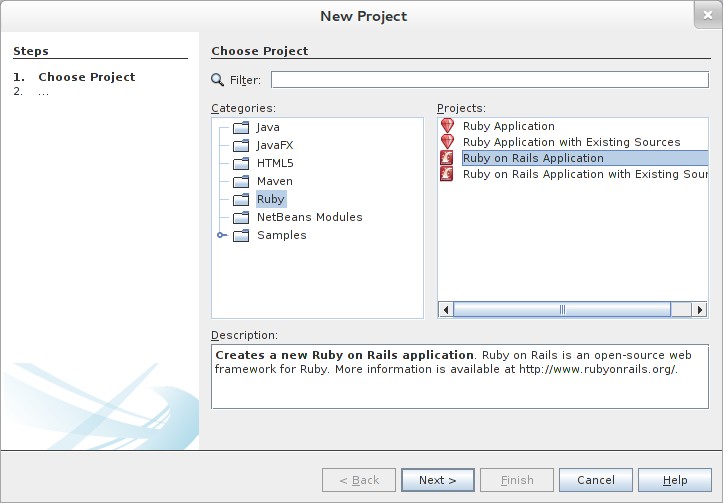 New Project
Steps
1. Choose Project
2. ...
Choose Project
Filter:
Categories:
Java
JavaFX
HTML5
Maven
Ruby
NetBeans Modules
Samples
Projects:
Ruby Application
Ruby Application with Existing Sources
Ruby on Rails Application
Ruby on Rails Application with Existing Sour
Description:
Creates a new Ruby on Rails application. Ruby on Rails is an open-source web
framework for Ruby. More information is available at http://www.rubyonrails.org/.
< Back
Next >
Finish
Cancel
Help